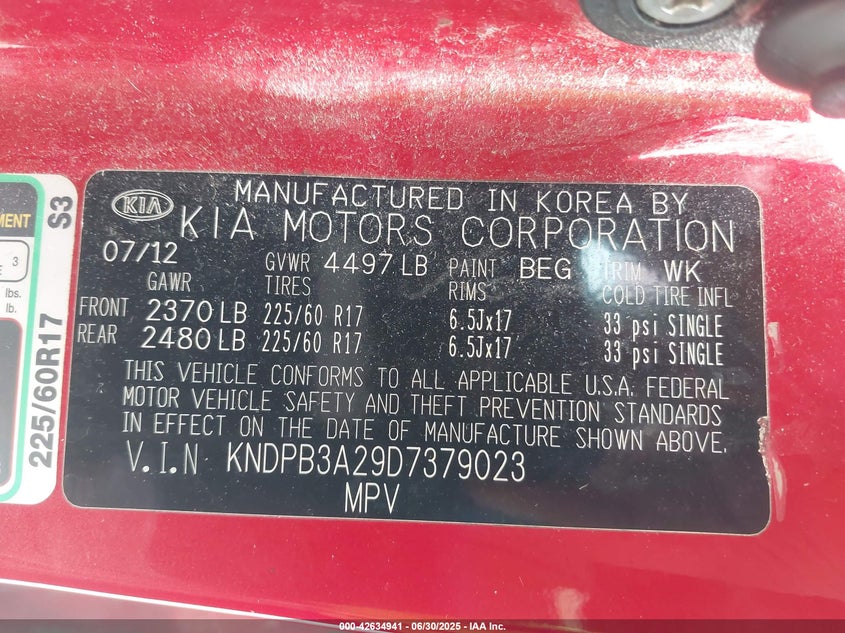 KIA
MANUFACTURED IN KOREA BY
KIA MOTORS CORPORATION
07/12 GVWR 4497 LB PAINT BEG TRIM WK
GAWR TIRES RIMS COLD TIRE INFL
FRONT 2370 LB 225/60 R17 6.5Jx17 33 psi SINGLE
REAR 2480 LB 225/60 R17 6.5Jx17 33 psi SINGLE
THIS VEHICLE CONFORMS TO ALL APPLICABLE U.S.A. FEDERAL
MOTOR VEHICLE SAFETY AND THEFT PREVENTION STANDARDS
IN EFFECT ON THE DATE OF MANUFACTURE SHOWN ABOVE.
V.I.N KNDPB3A29D7379023
MPV
3
lbs.
lb.
225/60R17 S3
000-42634941 - 06/30/2025 - IAA Inc.